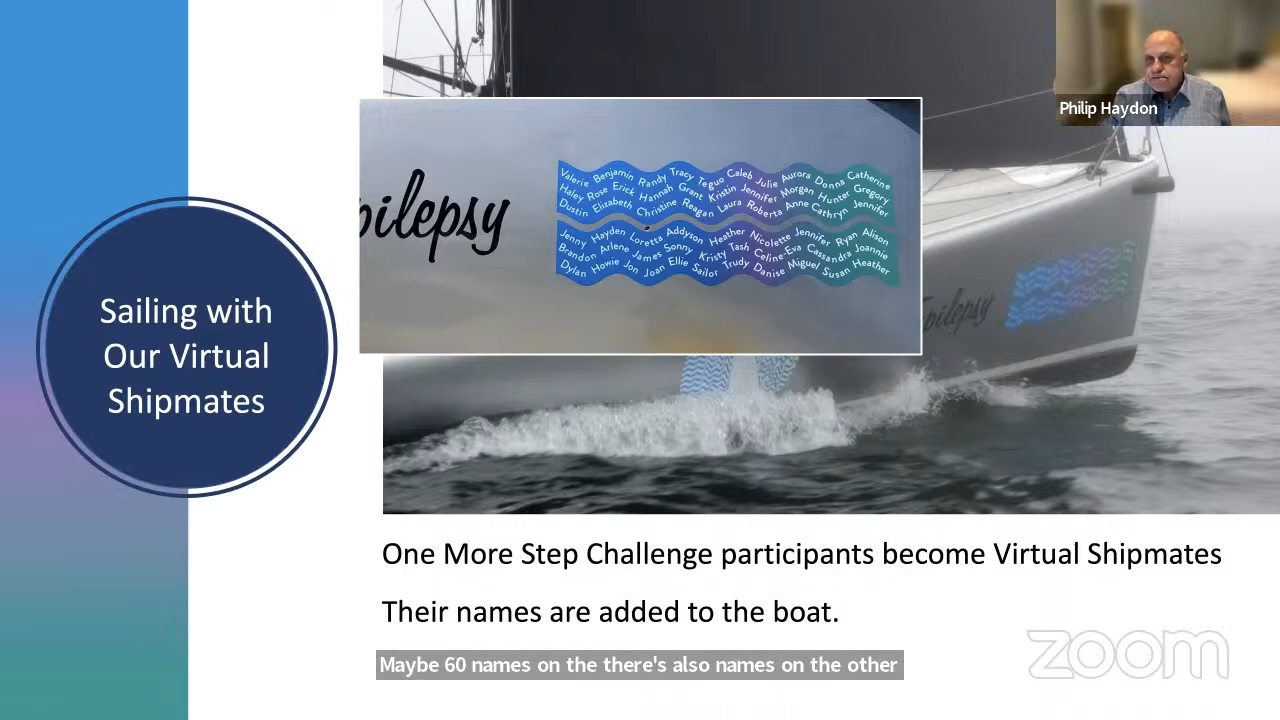 Philip Haydon
pilepsy
Valerie Benjamin Randy Tracy Teguo Caleb Julie Aurora Donna Catherine
Haley Rose Erick Hannah Grant Kristin Jennifer Morgan Hunter Gregory
Dustin Elizabeth Christine Reagan Laura Roberta Anne Cathryn Jennifer
Jenny Hayden Loretta Addyson Heather Nicolette Jennifer Ryan Alison
Brandon Arlene James Sonny Kristy Tash Celine-Eva Cassandra Joannie
Dylan Howie Jon Joan Ellie Sailor Trudy Danise Miguel Susan Heather
Epilepsy
Sailing with
Our Virtual
Shipmates
One More Step Challenge participants become Virtual Shipmates
Their names are added to the boat.
Maybe 60 names on the there's also names on the other
zoom